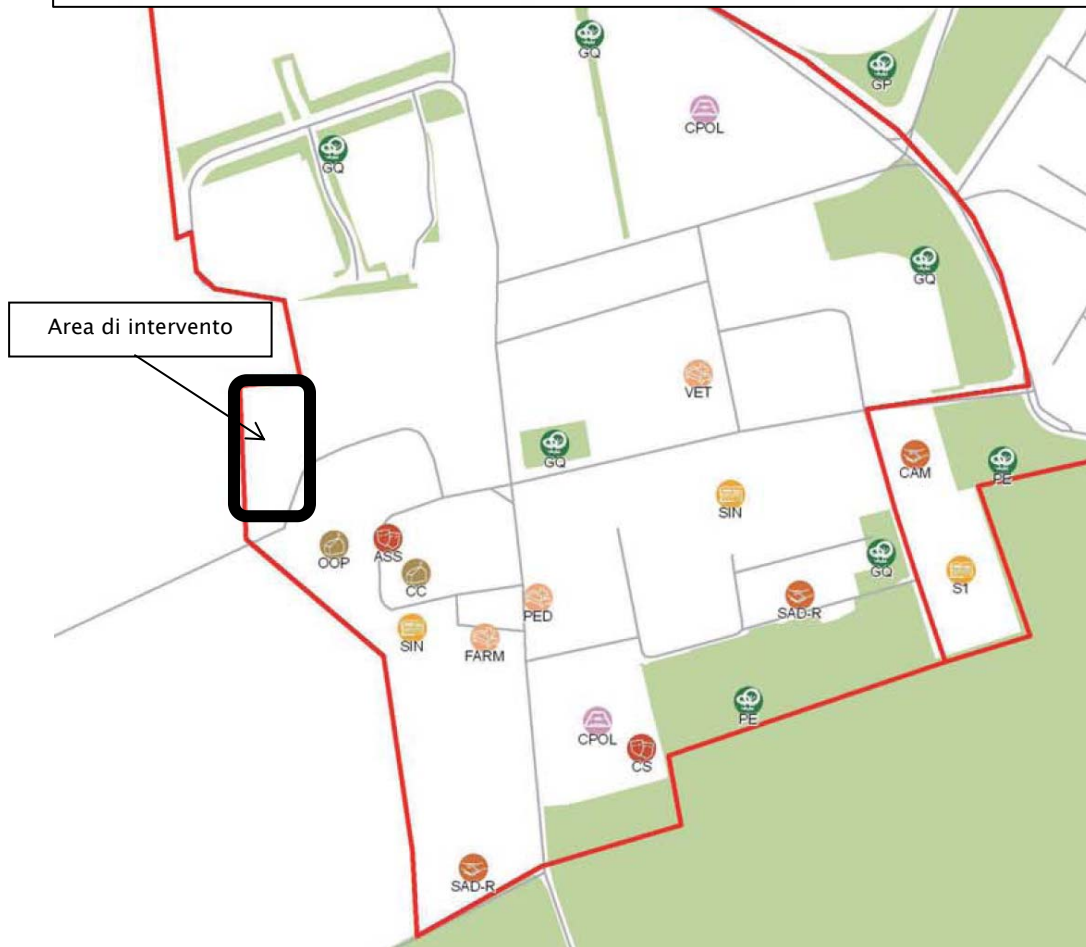 GQ
GP
CPOL
GQ
GQ
Area di intervento
VET
GQ
CAM
PE
SIN
OOP
ASS
GQ
CC
S1
PED
SAD-R
SIN
FARM
PE
CPOL
CS
SAD-R